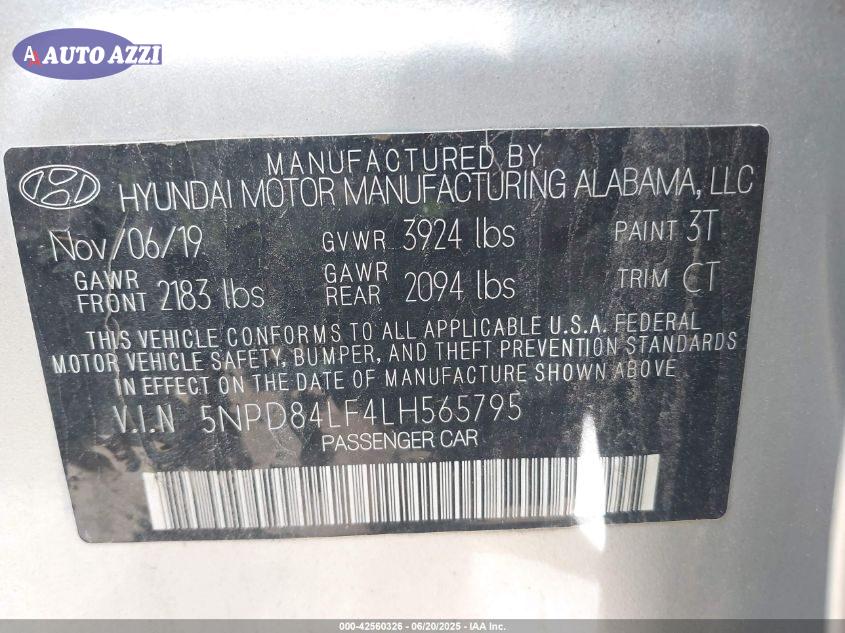 AUTO AZZI
MANUFACTURED BY
HYUNDAI MOTOR MANUFACTURING ALABAMA, LLC
Nov/06/19 GVWR 3924 lbs PAINT 3T
GAWR FRONT 2183 lbs GAWR REAR 2094 lbs TRIM CT
THIS VEHICLE CONFORMS TO ALL APPLICABLE U.S.A. FEDERAL
MOTOR VEHICLE SAFETY, BUMPER, AND THEFT PREVENTION STANDARDS
IN EFFECT ON THE DATE OF MANUFACTURE SHOWN ABOVE
V.I.N 5NPD84LF4LH565795
PASSENGER CAR
000-42560326 - 06/20/2025 - IAA Inc.